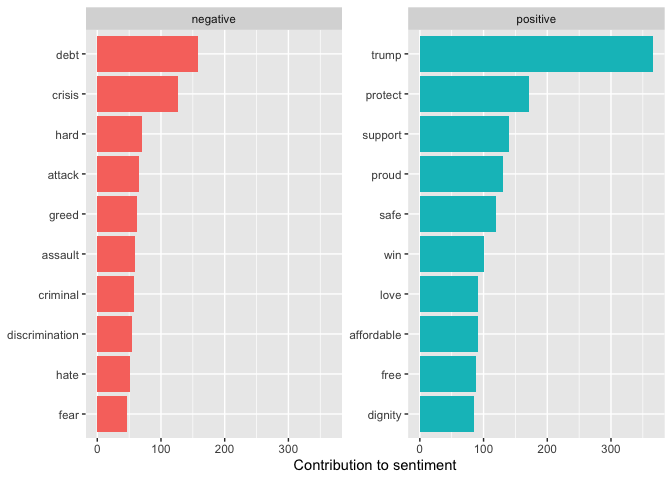 negative
debt
crisis
hard
attack
greed
assault
criminal
discrimination
hate
fear
0 100 200 300
positive
trump
protect
support
proud
safe
win
love
affordable
free
dignity
0 100 200 300
Contribution to sentiment